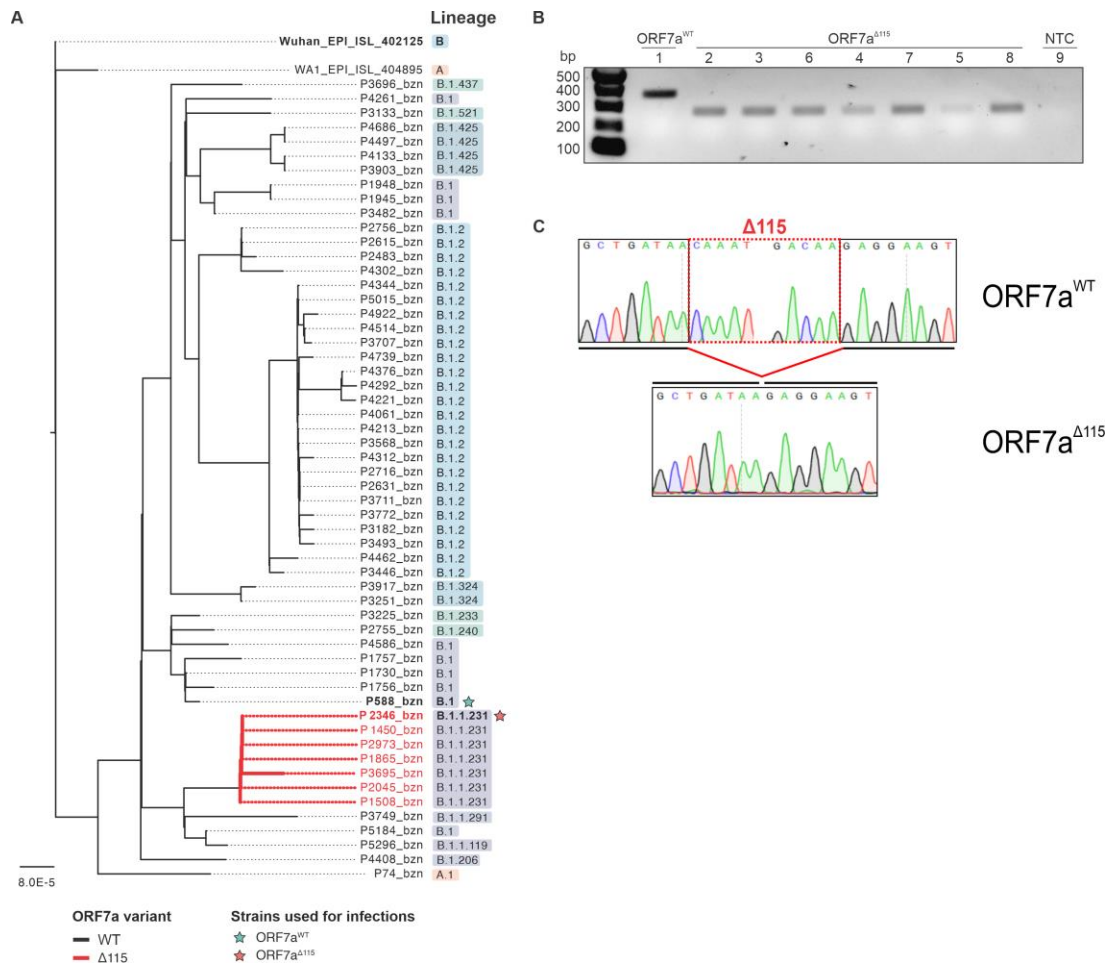 A
Lineage
Wuhan_EPI_ISL_402125 B
WA1_EPI_ISL_404895 A
P3696_bzn B.1.437
P4261_bzn B.1
P3133_bzn B.1.521
P4686_bzn B.1.425
P4497_bzn B.1.425
P4133_bzn B.1.425
P3903_bzn B.1.425
P1948_bzn B.1
P1945_bzn B.1
P3482_bzn B.1
P2756_bzn B.1.2
P2615_bzn B.1.2
P2483_bzn B.1.2
P4302_bzn B.1.2
P4344_bzn B.1.2
P5015_bzn B.1.2
P4922_bzn B.1.2
P4514_bzn B.1.2
P3707_bzn B.1.2
P4739_bzn B.1.2
P4376_bzn B.1.2
P4292_bzn B.1.2
P4221_bzn B.1.2
P4061_bzn B.1.2
P4213_bzn B.1.2
P3568_bzn B.1.2
P4312_bzn B.1.2
P2716_bzn B.1.2
P2631_bzn B.1.2
P3711_bzn B.1.2
P3772_bzn B.1.2
P3182_bzn B.1.2
P3493_bzn B.1.2
P4462_bzn B.1.2
P3446_bzn B.1.2
P3917_bzn B.1.324
P3251_bzn B.1.324
P3225_bzn B.1.233
P2755_bzn B.1.240
P4586_bzn B.1
P1757_bzn B.1
P1730_bzn B.1
P1756_bzn B.1
P588_bzn B.1
P2346_bzn B.1.1.231
P1450_bzn B.1.1.231
P2973_bzn B.1.1.231
P1865_bzn B.1.1.231
P3695_bzn B.1.1.231
P2045_bzn B.1.1.231
P1508_bzn B.1.1.231
P3749_bzn B.1.1.291
P5184_bzn B.1
P5296_bzn B.1.1.119
P4408_bzn B.1.206
P74_bzn A.1
8.0E-5
ORF7a variant
WT
Δ115
Strains used for infections
ORF7aWT
ORF7aΔ115
B
ORF7aWT ORF7aΔ115 NTC
bp 1 2 3 6 4 7 5 8 9
500
400
300
200
100
C
Δ115
GCTGATAACAAAT GACAAGAGGAAGT
ORF7aWT
GCTGATAAGAGGAAGT
ORF7aΔ115